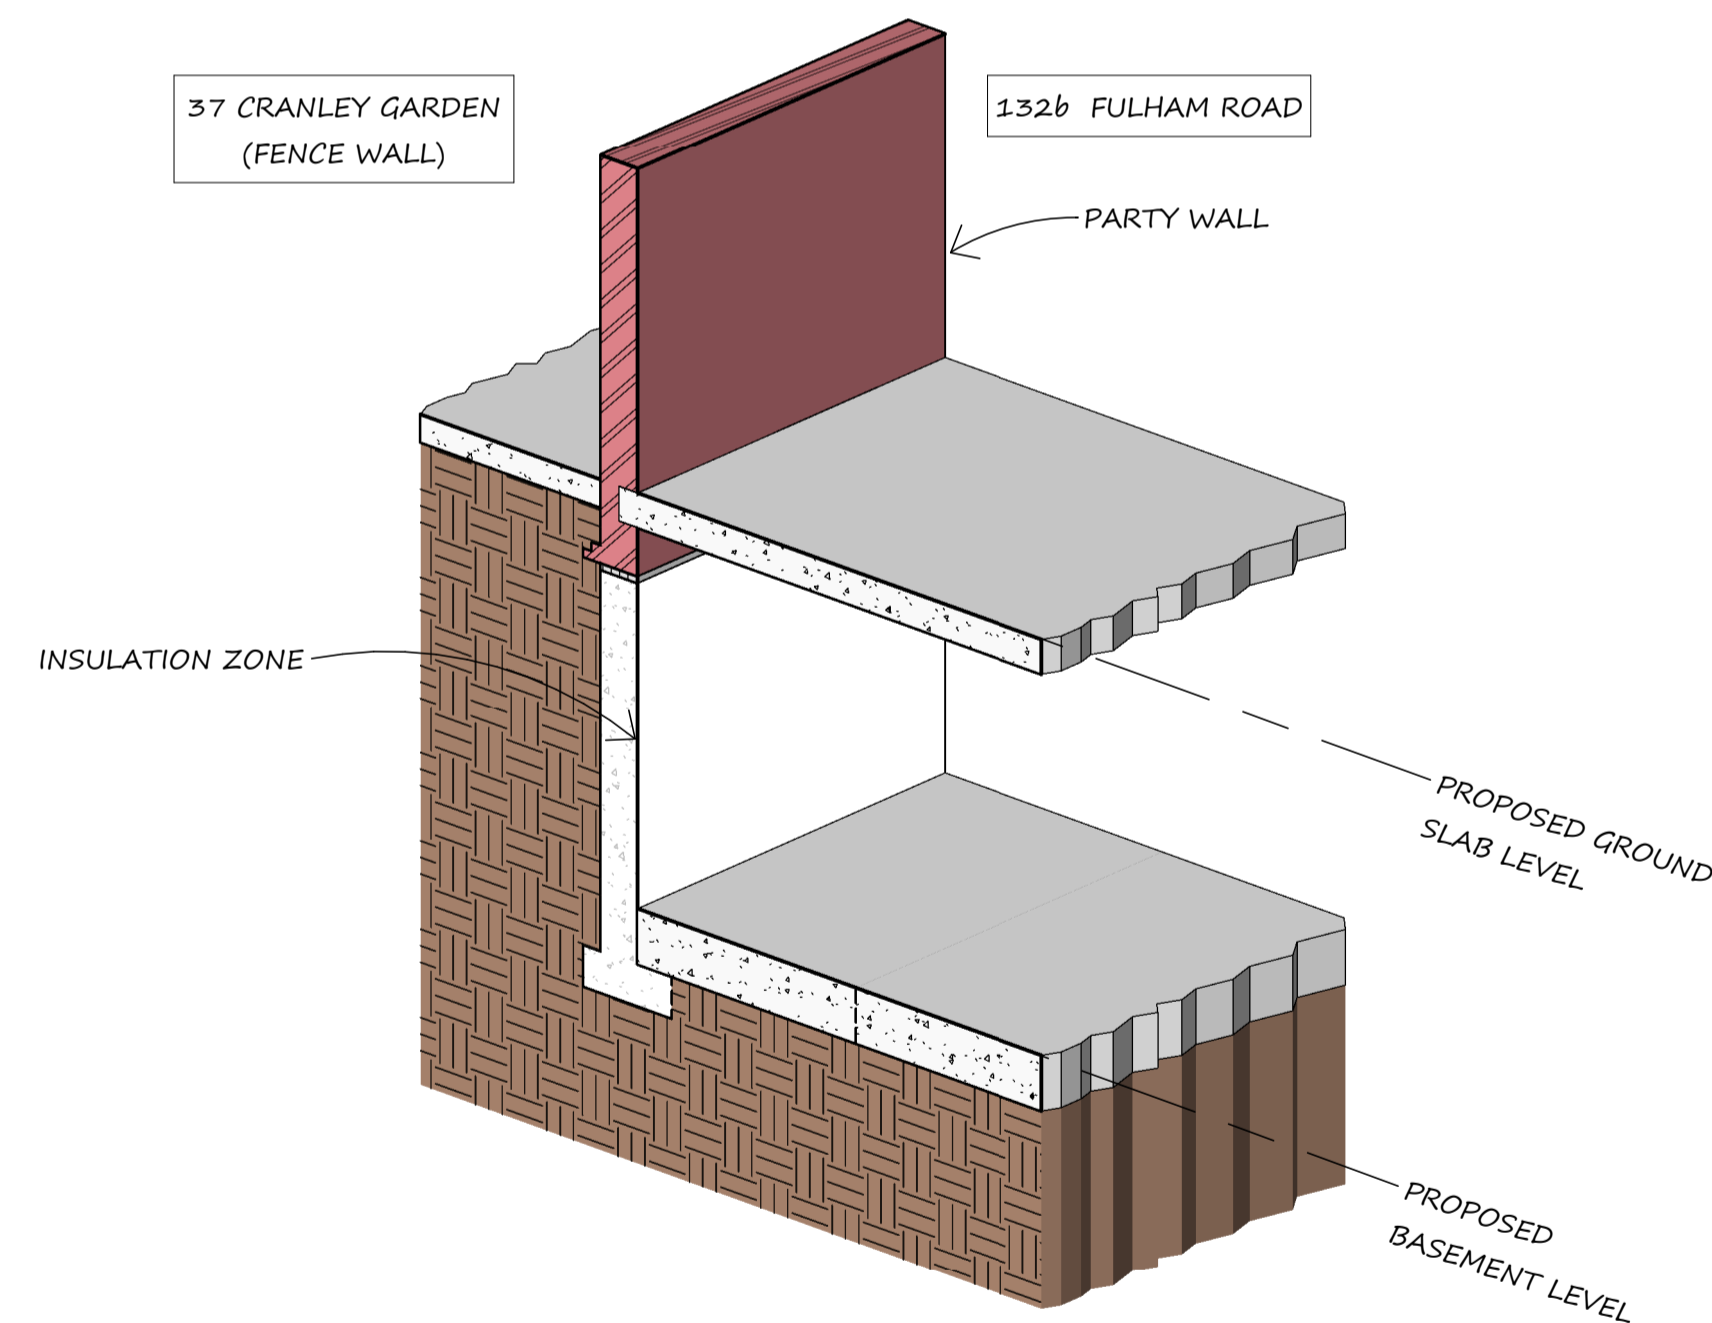 37 CRANLEY GARDEN
(FENCE WALL)
132b FULHAM ROAD
PARTY WALL
INSULATION ZONE
PROPOSED GROUND
SLAB LEVEL
PROPOSED
BASEMENT LEVEL